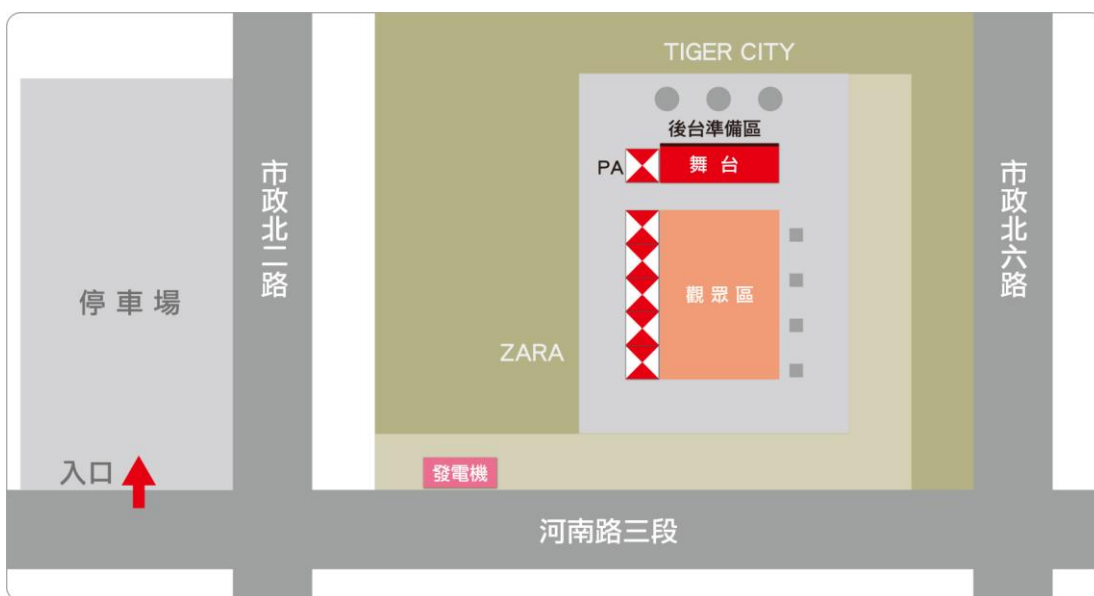 TIGER CITY
後台準備區
PA
舞台
市政北二路
市政北六路
停車場
觀眾區
ZARA
入口
發電機
河南路三段